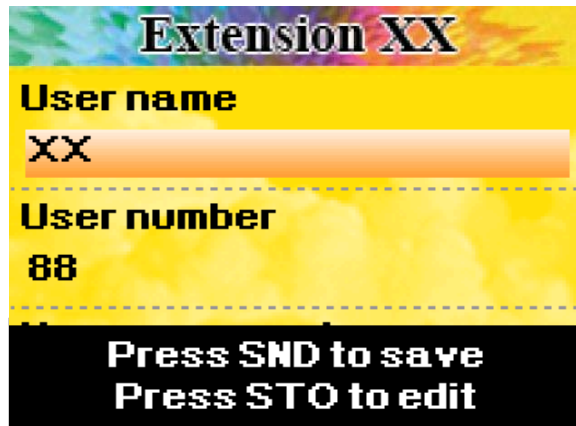 Extension XX
User name
XX
User number
88
Press SND to save
Press STO to edit